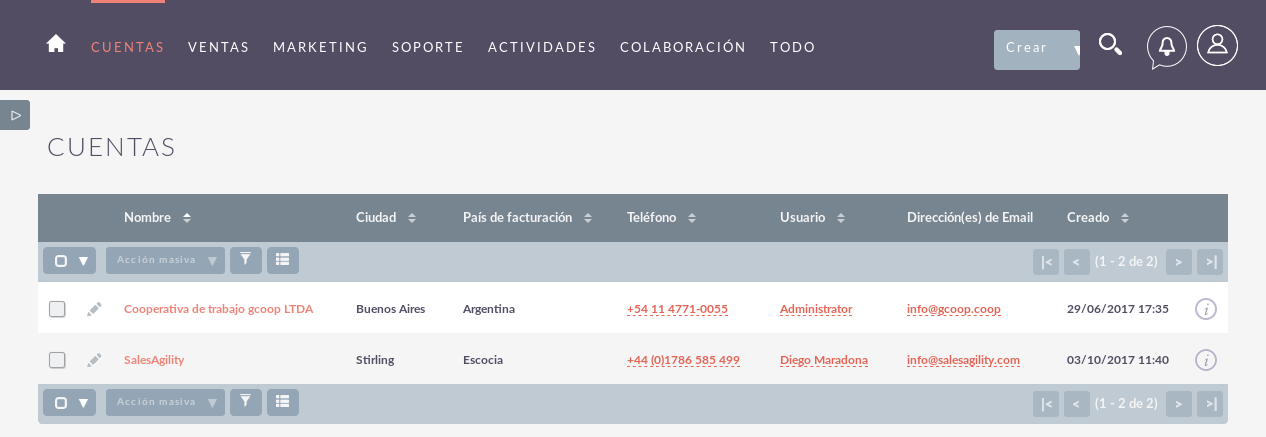 CUENTAS VENTAS MARKETING SOPORTE ACTIVIDADES COLABORACIÓN TODO Crear
CUENTAS
Nombre Ciudad País de facturación Teléfono Usuario Dirección(es) de Email Creado
Acción masiva |< < (1 - 2 de 2) > >|
Cooperativa de trabajo gcoop LTDA Buenos Aires Argentina +54 11 4771-0055 Administrator info@gcoop.coop 29/06/2017 17:35 i
SalesAgility Stirling Escocia +44 (0)1786 585 499 Diego Maradona info@salesagility.com 03/10/2017 11:40 i
Acción masiva |< < (1 - 2 de 2) > >|